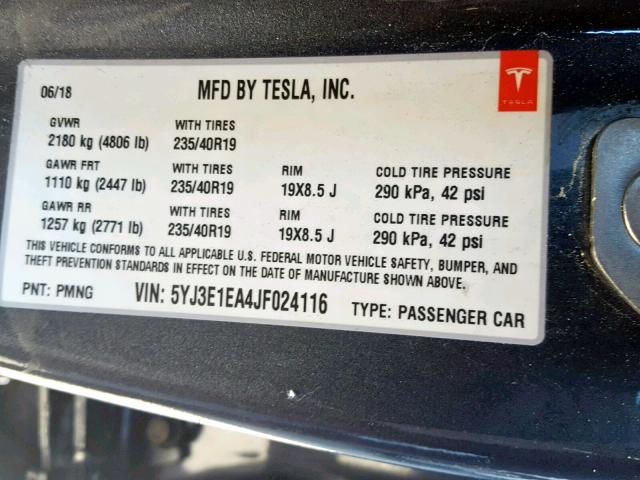 06/18 MFD BY TESLA, INC.
TESLA
GVWR WITH TIRES
2180 kg (4806 lb) 235/40R19
GAWR FRT WITH TIRES RIM COLD TIRE PRESSURE
1110 kg (2447 lb) 235/40R19 19X8.5 J 290 kPa, 42 psi
GAWR RR WITH TIRES RIM COLD TIRE PRESSURE
1257 kg (2771 lb) 235/40R19 19X8.5 J 290 kPa, 42 psi
THIS VEHICLE CONFORMS TO ALL APPLICABLE U.S. FEDERAL MOTOR VEHICLE SAFETY, BUMPER, AND
THEFT PREVENTION STANDARDS IN EFFECT ON THE DATE OF MANUFACTURE SHOWN ABOVE.
PNT: PMNG VIN: 5YJ3E1EA4JF024116 TYPE: PASSENGER CAR